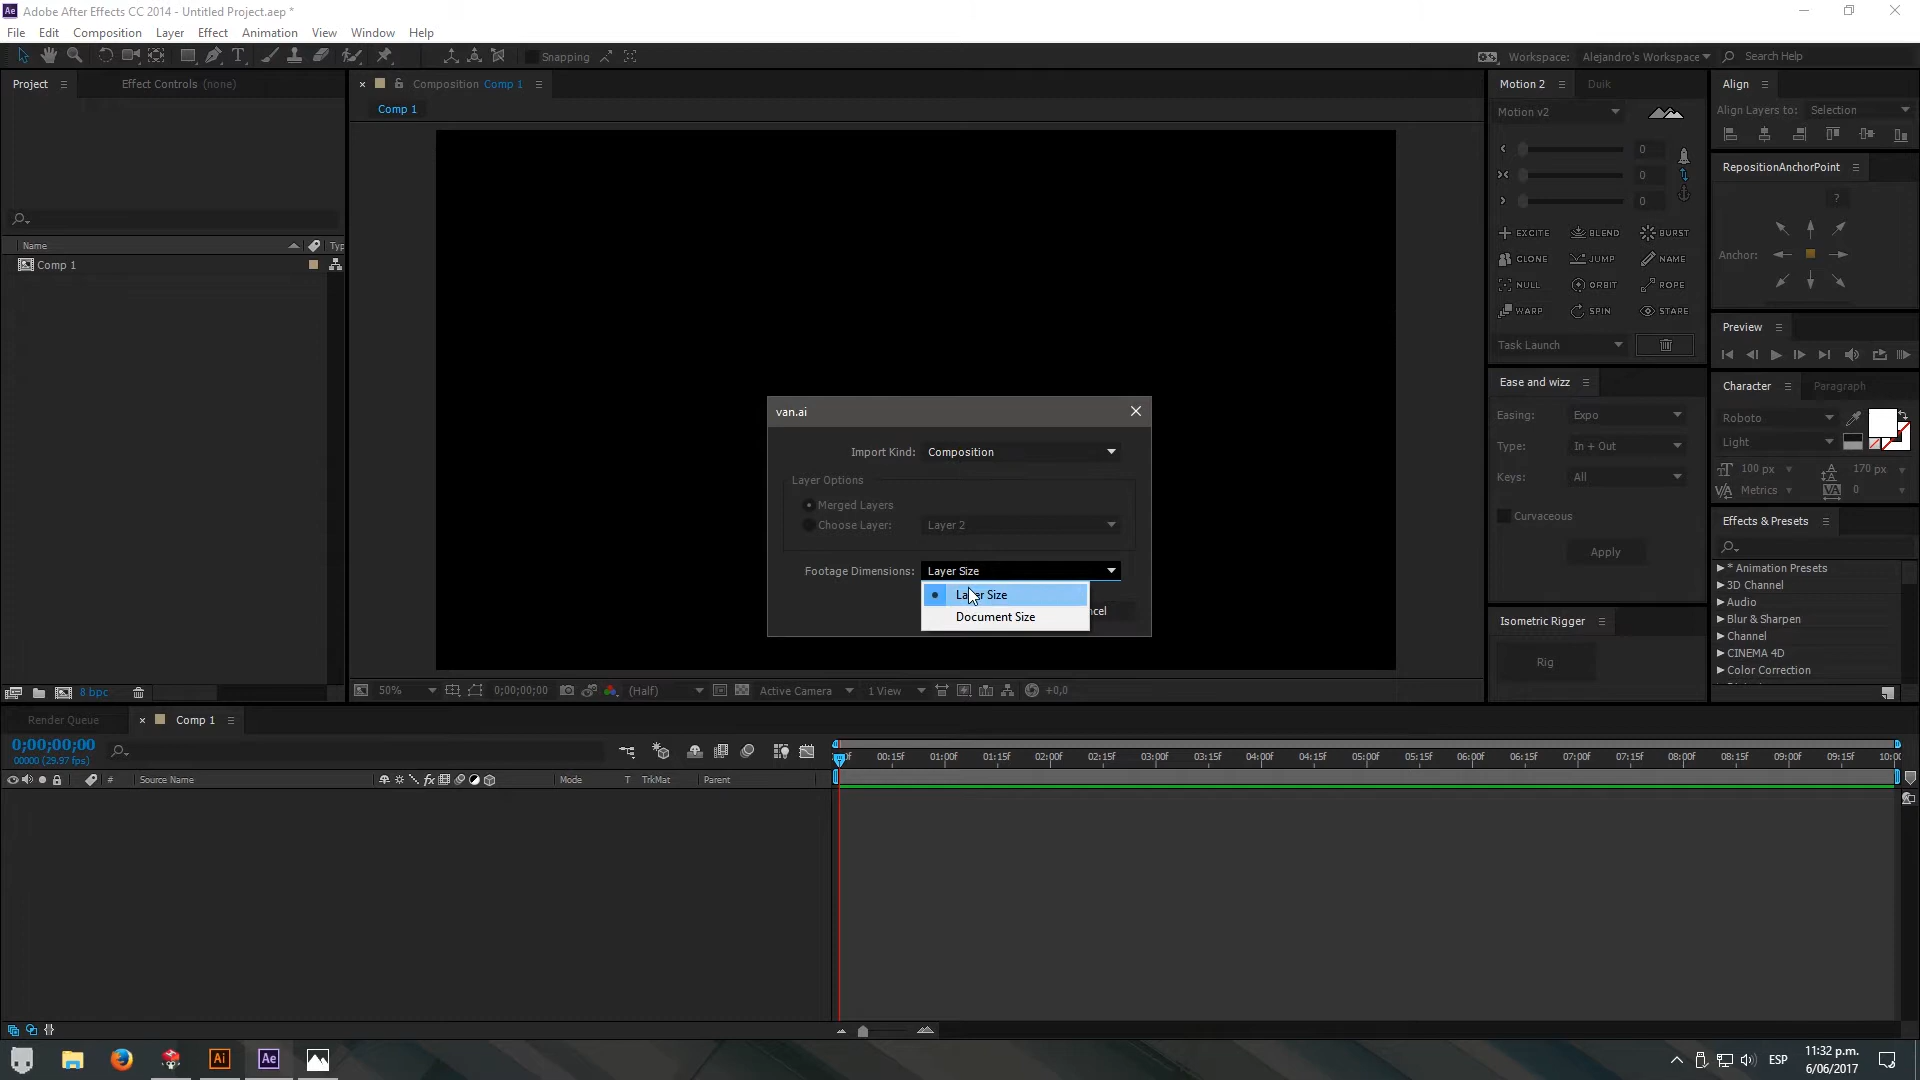 Adobe After Effects CC 2014 - Untitled Project.aep *
File Edit Composition Layer Effect Animation View Window Help
Snapping
Workspace: Alejandro's Workspace Search Help
Project Effect Controls (none)
Composition Comp 1
Comp 1
Name Typ
Comp 1
8 bpc
Motion 2 Duik
Motion v2
0
0
0
EXCITE BLEND BURST
CLONE JUMP NAME
NULL ORBIT ROPE
WARP SPIN STARE
Task Launch
Ease and wizz
Easing: Expo
Type: In + Out
Keys: All
Curvaceous
Apply
Isometric Rigger
Rig
Align
Align Layers to: Selection
RepositionAnchorPoint
?
Anchor:
Preview
Character Paragraph
Roboto
Light
100 px 170 px
Metrics 0
Effects & Presets
* Animation Presets
3D Channel
Audio
Blur & Sharpen
Channel
CINEMA 4D
Color Correction
van.ai
Import Kind: Composition
Layer Options
Merged Layers
Choose Layer: Layer 2
Footage Dimensions: Layer Size
Document Size
50% 0;00;00;00 (Half) Active Camera 1 View +0,0
Render Queue Comp 1
0;00;00;00
00000 (29.97 fps)
00:15f 01:00f 01:15f 02:00f 02:15f 03:00f 03:15f 04:00f 04:15f 05:00f 05:15f 06:00f 06:15f 07:00f 07:15f 08:00f 08:15f 09:00f 09:15f
# Source Name fx Mode T TrkMat Parent
Ai Ae
ESP
11:32 p.m.
6/06/2017